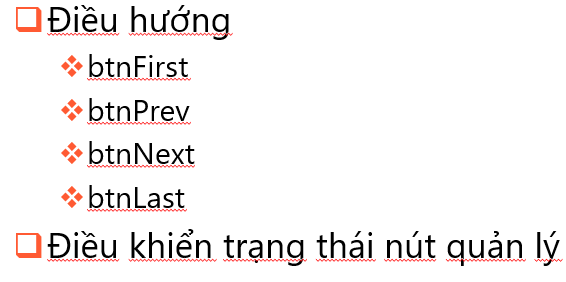 Điều hướng
btnFirst
btnPrev
btnNext
btnLast
Điều khiển trạng thái nút quản lý